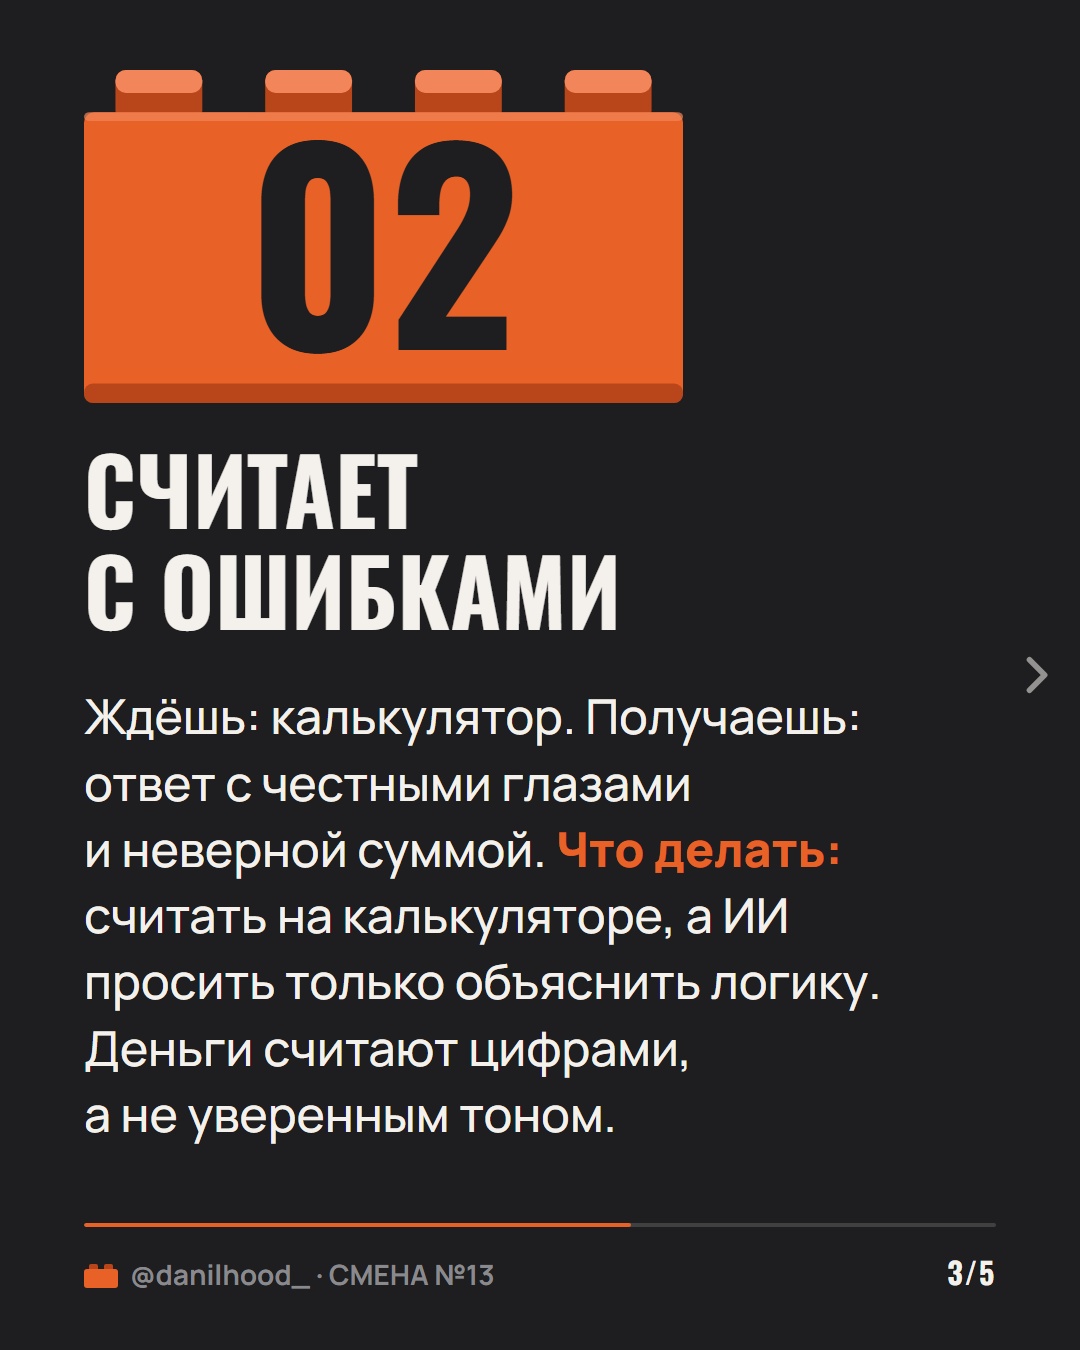 02
СЧИТАЕТ
С ОШИБКАМИ
Ждёшь: калькулятор. Получаешь:
ответ с честными глазами
и неверной суммой. Что делать:
считать на калькуляторе, а ИИ
просить только объяснить логику.
Деньги считают цифрами,
а не уверенным тоном.
@danilhood_ · СМЕНА №13
3/5